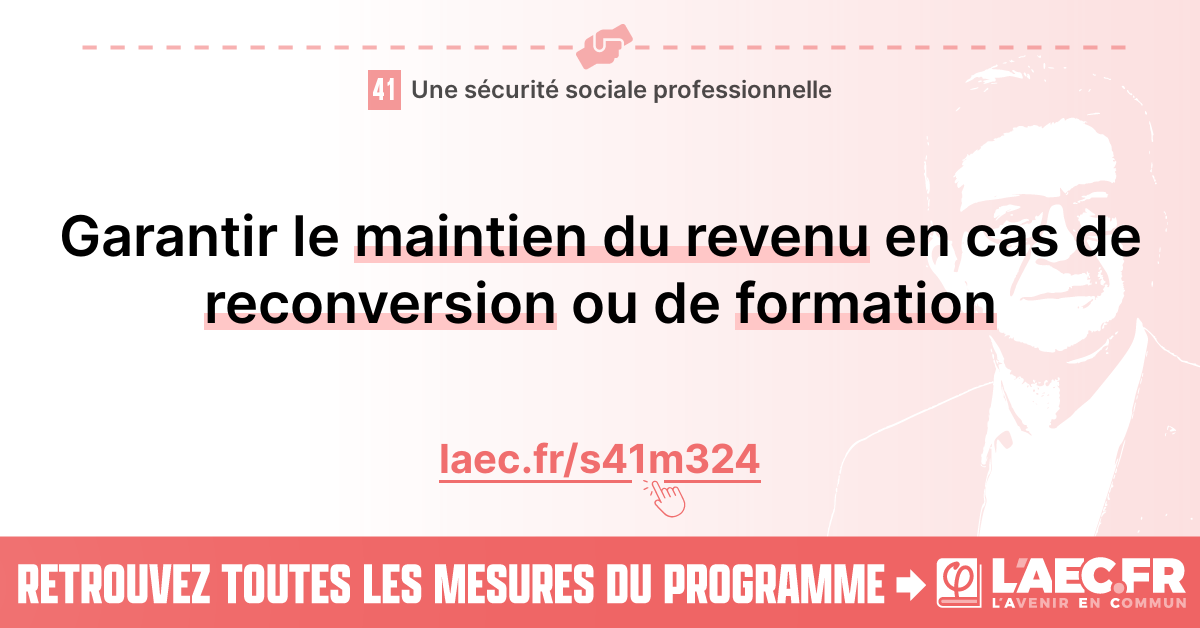 41 Une sécurité sociale professionnelle
Garantir le maintien du revenu en cas de
reconversion ou de formation
laec.fr/s41m324
RETROUVEZ TOUTES LES MESURES DU PROGRAMME
φ L'AEC.FR
L'AVENIR EN COMMUN